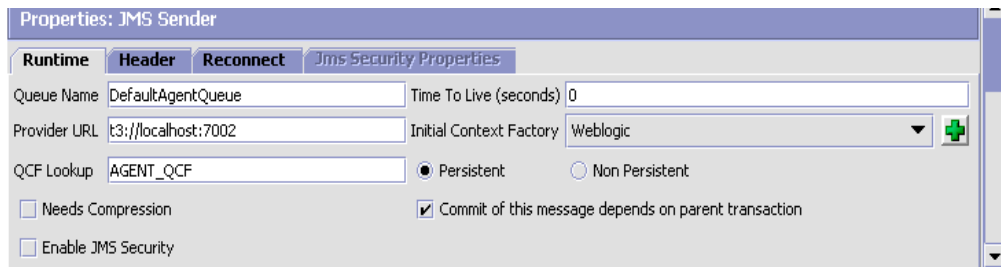 Properties: JMS Sender
Runtime Header Reconnect Jms Security Properties
Queue Name DefaultAgentQueue Time To Live (seconds) 0
Provider URL t3://localhost:7002 Initial Context Factory Weblogic
QCF Lookup AGENT_QCF Persistent Non Persistent
Needs Compression Commit of this message depends on parent transaction
Enable JMS Security